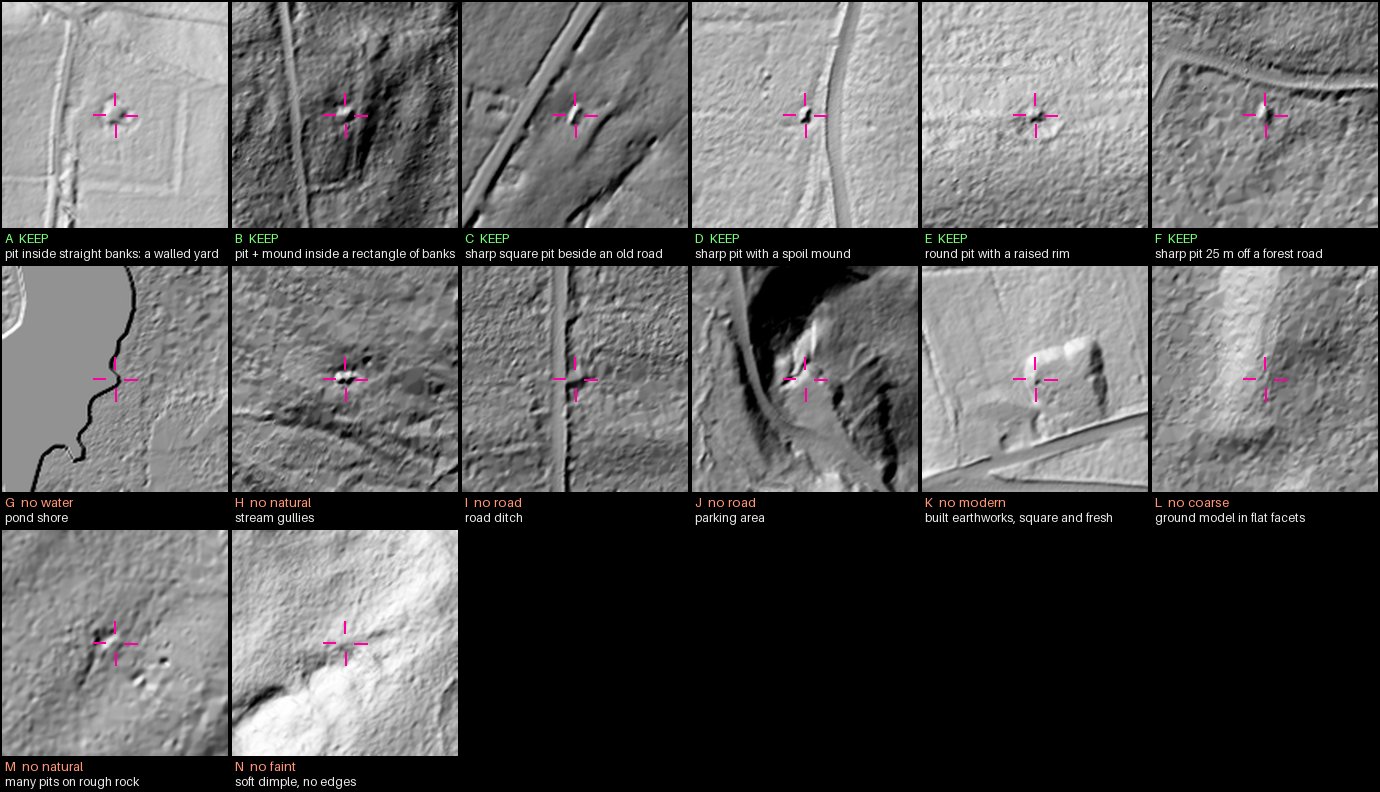 A KEEP
pit inside straight banks: a walled yard
B KEEP
pit + mound inside a rectangle of banks
C KEEP
sharp square pit beside an old road
D KEEP
sharp pit with a spoil mound
E KEEP
round pit with a raised rim
F KEEP
sharp pit 25 m off a forest road
G no water
pond shore
H no natural
stream gullies
I no road
road ditch
J no road
parking area
K no modern
built earthworks, square and fresh
L no coarse
ground model in flat facets
M no natural
many pits on rough rock
N no faint
soft dimple, no edges